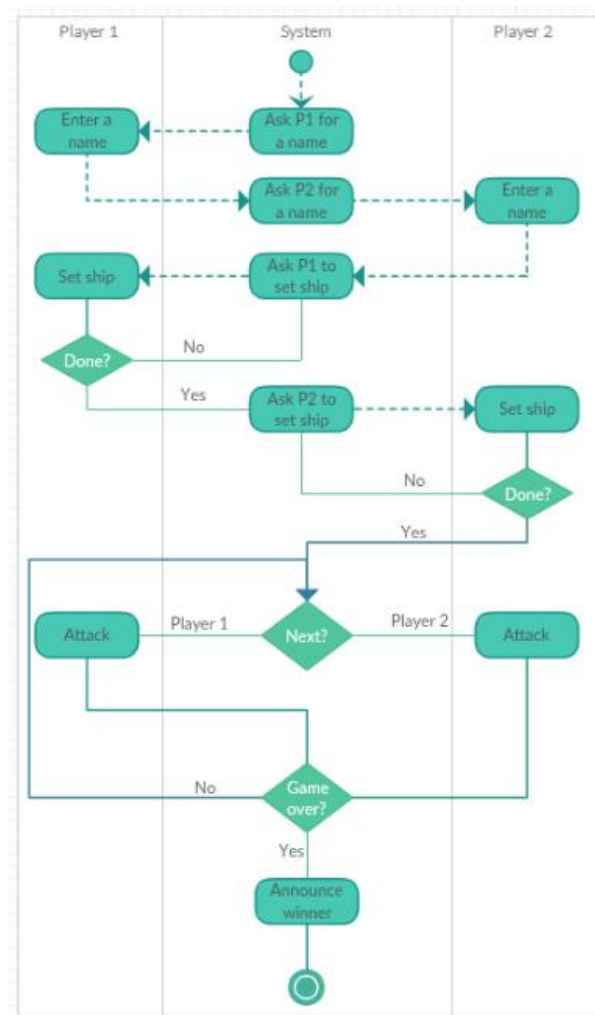 Player 1
System
Player 2
Enter a
name
Ask P1 for
a name
Ask P2 for
a name
Enter a
name
Set ship
Ask P1 to
set ship
Done?
No
Yes
Ask P2 to
set ship
Set ship
No
Done?
Yes
Attack
Player 1
Next?
Player 2
Attack
No
Game
over?
Yes
Announce
winner